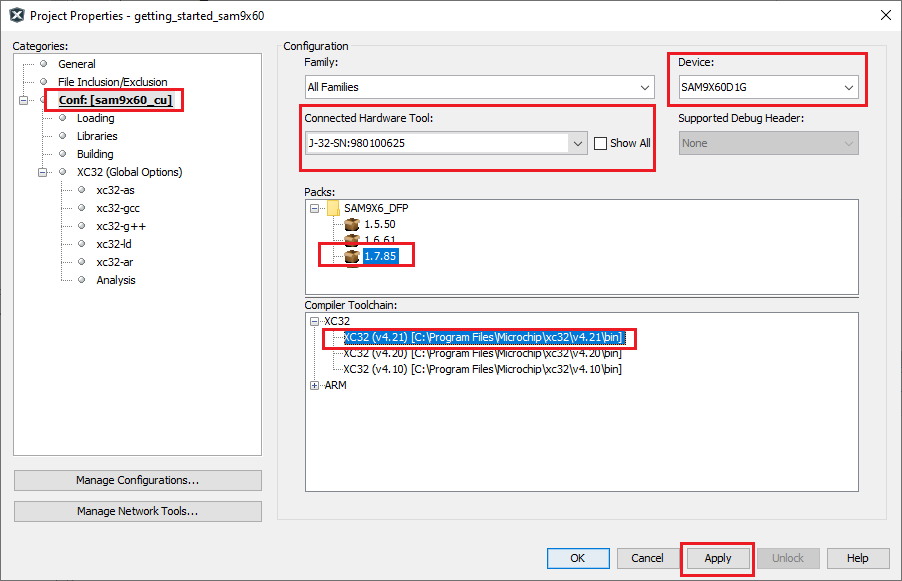 Project Properties - getting_started_sam9x60
Categories:
General
File Inclusion/Exclusion
Conf: [sam9x60_cu]
Loading
Libraries
Building
XC32 (Global Options)
xc32-as
xc32-gcc
xc32-g++
xc32-ld
xc32-ar
Analysis
Manage Configurations...
Manage Network Tools...
Configuration
Family:
All Families
Device:
SAM9X60D1G
Connected Hardware Tool:
J-32-SN:980100625
Show All
Supported Debug Header:
None
Packs:
SAM9X6_DFP
1.5.50
1.6.61
1.7.85
Compiler Toolchain:
XC32
XC32 (v4.21) [C:\Program Files\Microchip\xc32\v4.21\bin]
XC32 (v4.20) [C:\Program Files\Microchip\xc32\v4.20\bin]
XC32 (v4.10) [C:\Program Files\Microchip\xc32\v4.10\bin]
ARM
OK
Cancel
Apply
Unlock
Help